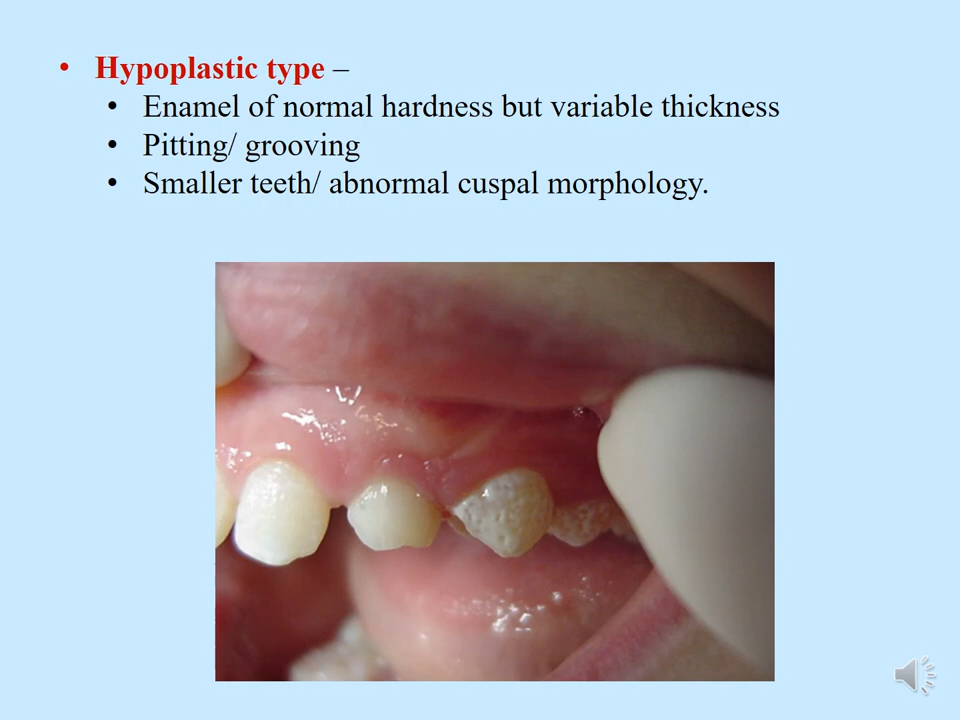 • Hypoplastic type –
• Enamel of normal hardness but variable thickness
• Pitting/ grooving
• Smaller teeth/ abnormal cuspal morphology.